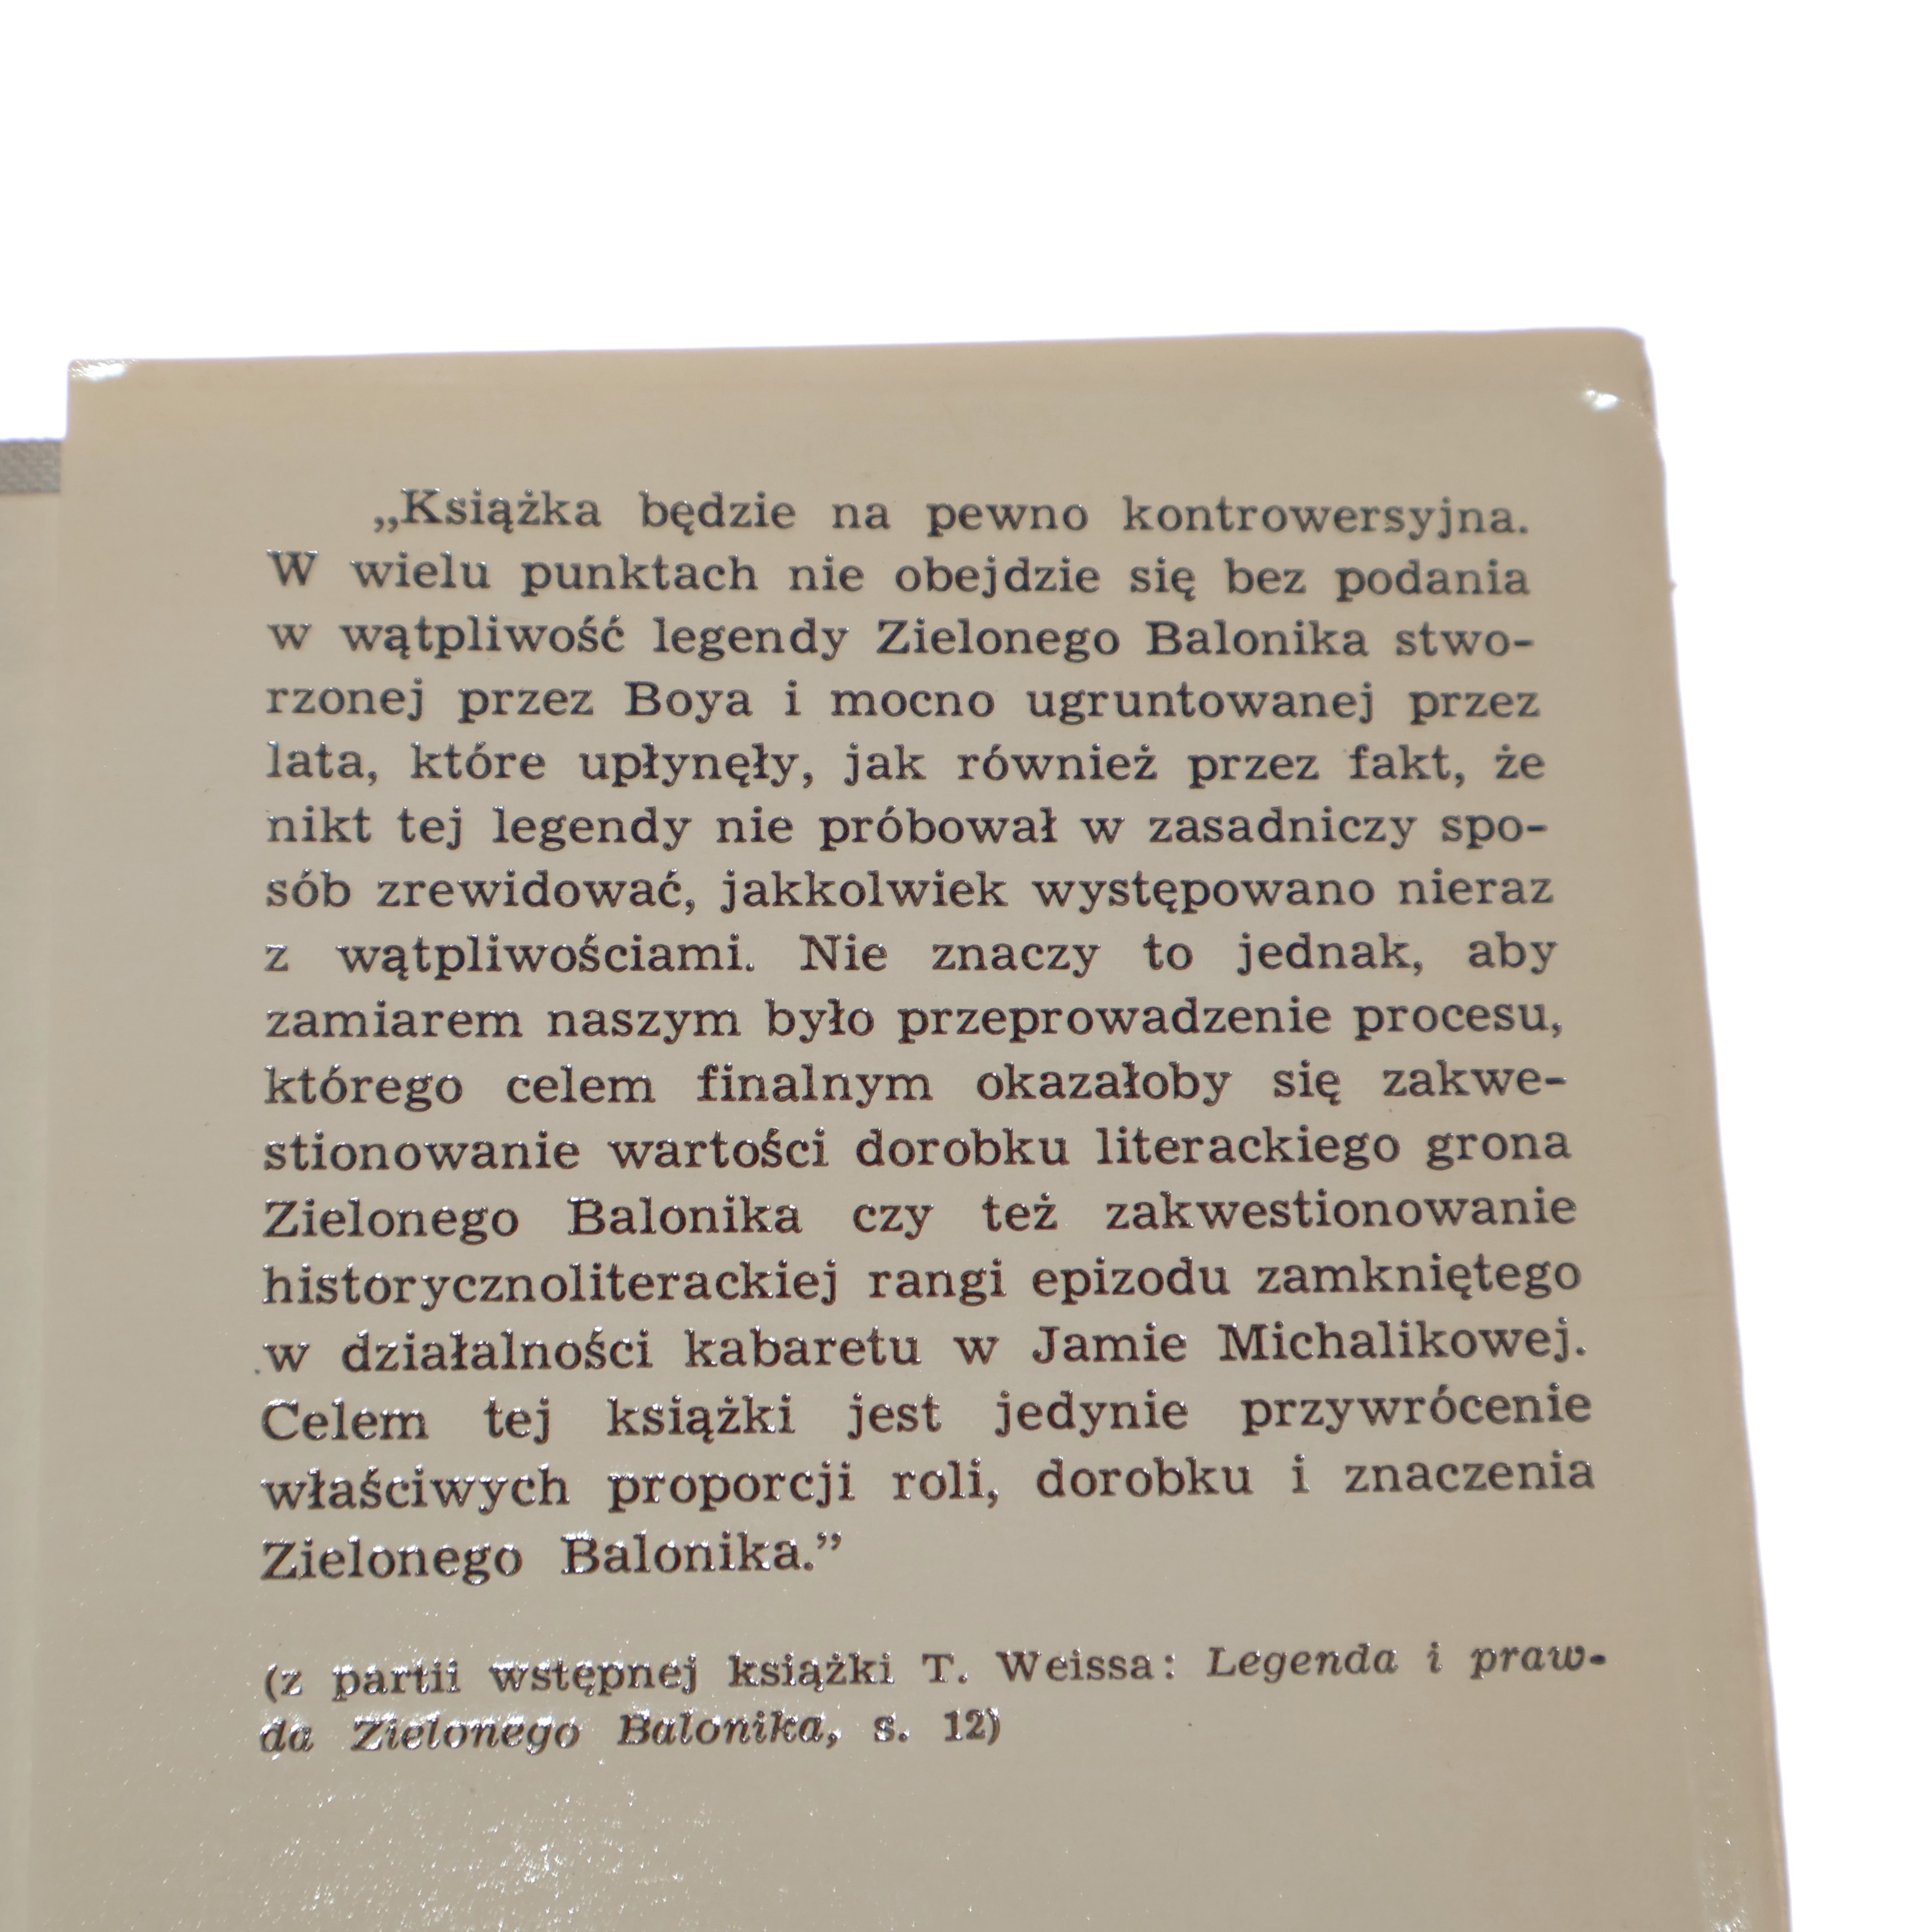 „Książka będzie na pewno kontrowersyjna.
W wielu punktach nie obejdzie się bez podania
w wątpliwość legendy Zielonego Balonika stwo-
rzonej przez Boya i mocno ugruntowanej przez
lata, które upłynęły, jak również przez fakt, że
nikt tej legendy nie próbował w zasadniczy spo-
sób zrewidować, jakkolwiek występowano nieraz
z wątpliwościami. Nie znaczy to jednak, aby
zamiarem naszym było przeprowadzenie procesu,
którego celem finalnym okazałoby się zakwe-
stionowanie wartości dorobku literackiego grona
Zielonego Balonika czy też zakwestionowanie
historycznoliterackiej rangi epizodu zamkniętego
w działalności kabaretu w Jamie Michalikowej.
Celem tej książki jest jedynie przywrócenie
właściwych proporcji roli, dorobku i znaczenia
Zielonego Balonika.”
(z partii wstępnej książki T. Weissa: Legenda i praw-
da Zielonego Balonika, s. 12)